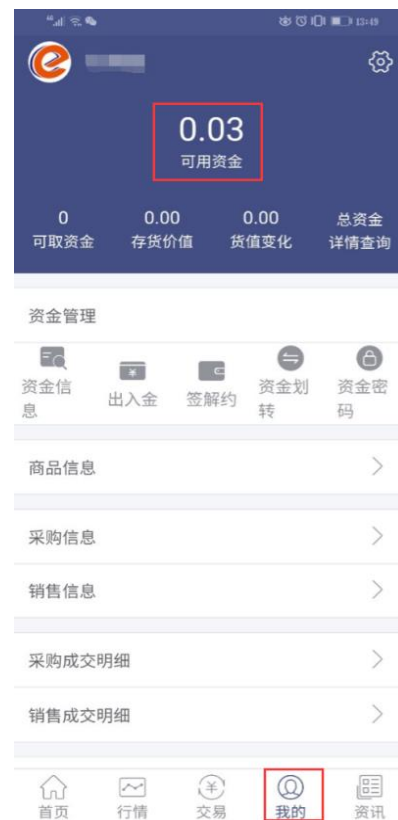 13:49
0.03
可用资金
0 0.00 0.00 总资金
可取资金 存货价值 货值变化 详情查询
资金管理
资金信息 出入金 签解约 资金划转 资金密码
商品信息
采购信息
销售信息
采购成交明细
销售成交明细
首页 行情 交易 我的 资讯